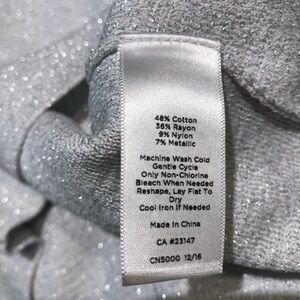 48% Cotton
36% Rayon
9% Nylon
7% Metallic
Machine Wash Cold
Gentle Cycle
Only Non-Chlorine
Bleach When Needed
Reshape, Lay Flat To
Dry
Cool Iron If Needed
Made in China
CA #23147
CN5000 12/16